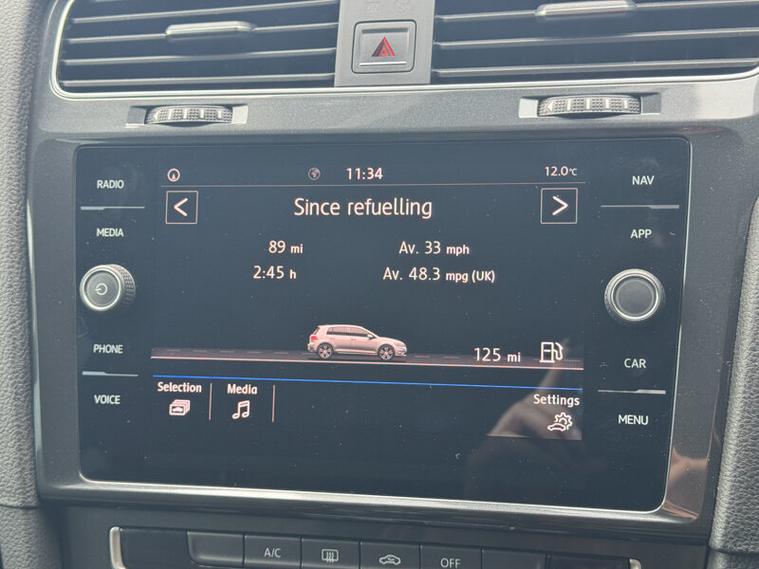 11:34
12.0°C
RADIO
NAV
Since refuelling
MEDIA
APP
89 mi
Av. 33 mph
2:45 h
Av. 48.3 mpg (UK)
125 mi
PHONE
CAR
VOICE
Selection
Media
Settings
MENU
A/C
OFF